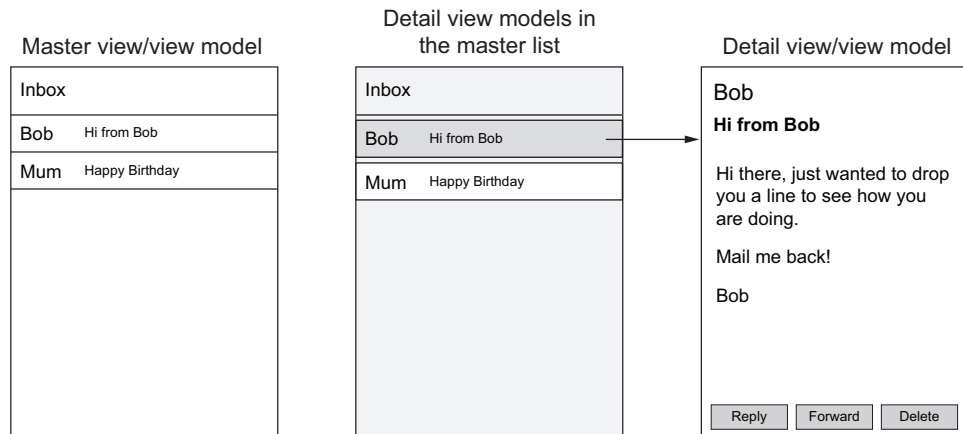 Master view/view model
Inbox
Bob Hi from Bob
Mum Happy Birthday
Detail view models in
the master list
Inbox
Bob Hi from Bob
Mum Happy Birthday
Detail view/view model
Bob
Hi from Bob
Hi there, just wanted to drop
you a line to see how you
are doing.
Mail me back!
Bob
Reply Forward Delete